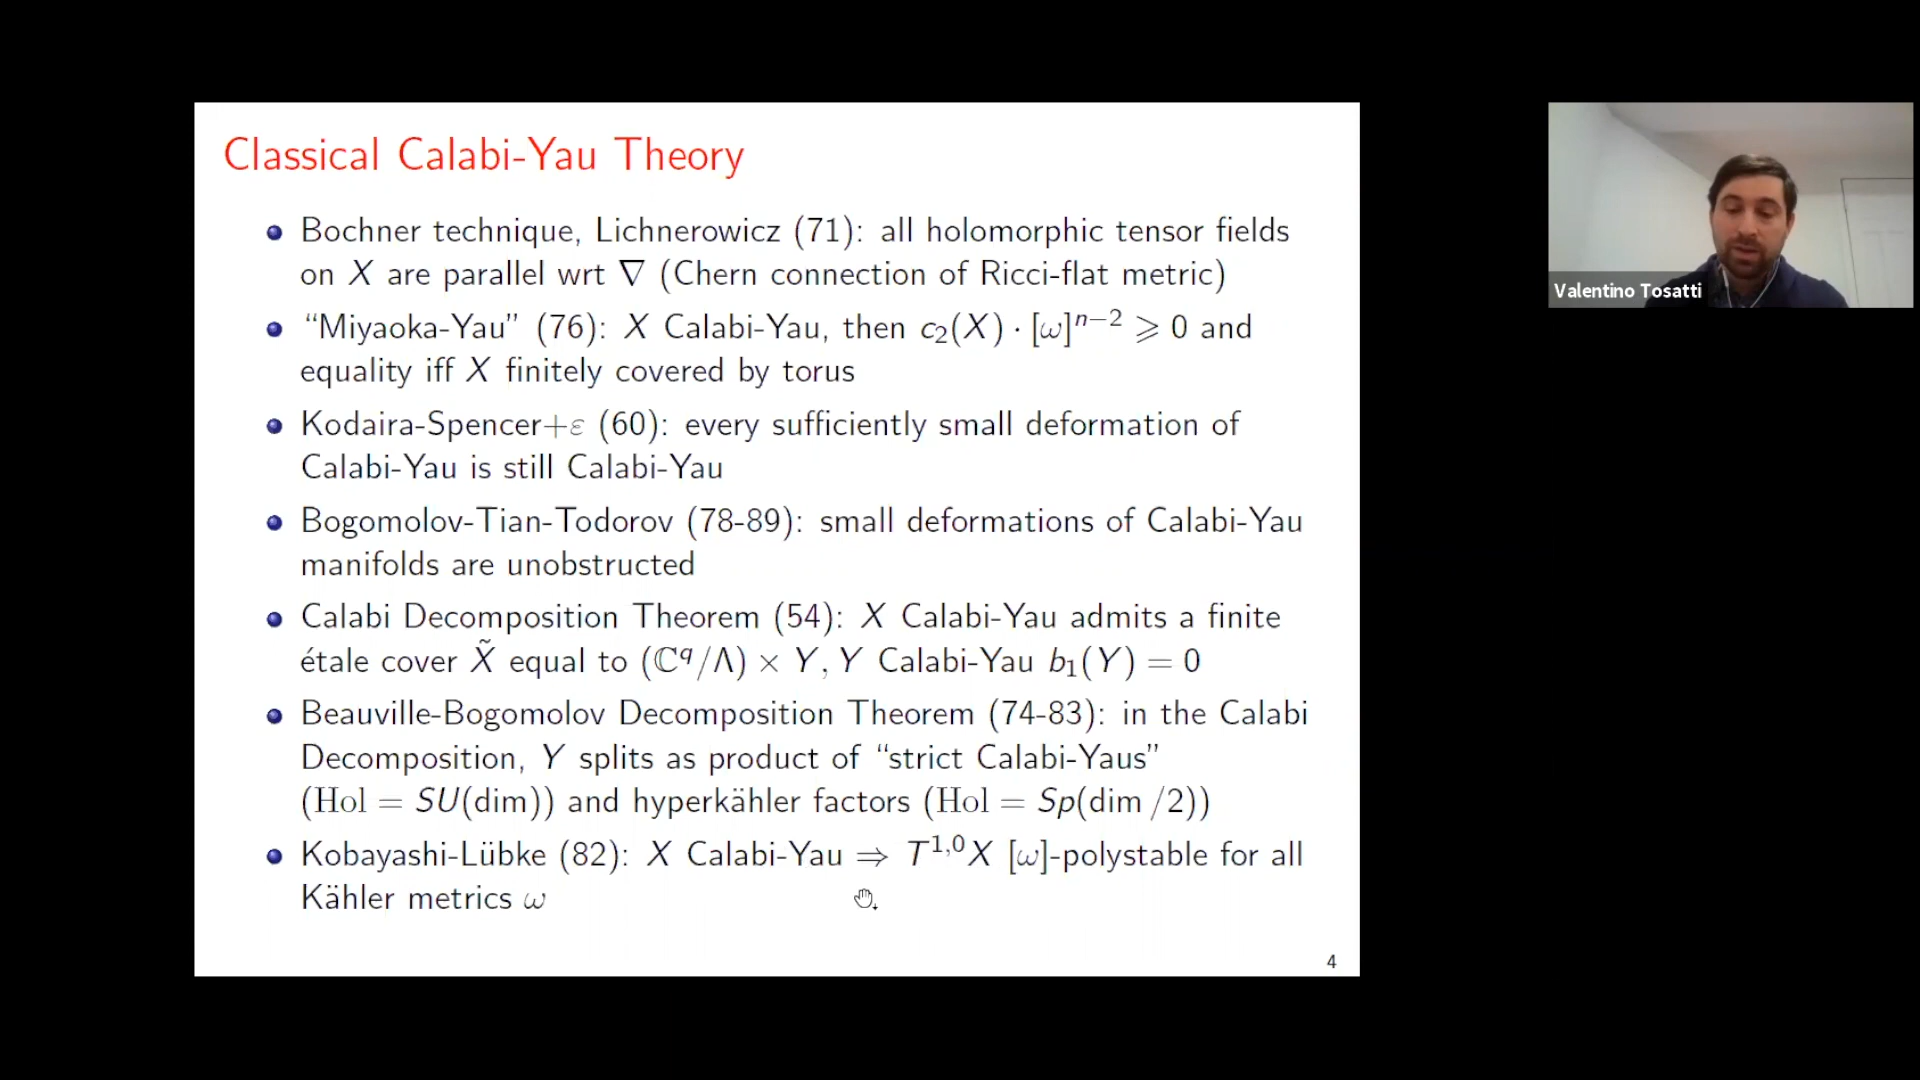 Classical Calabi-Yau Theory
Bochner technique, Lichnerowicz (71): all holomorphic tensor fields
on X are parallel wrt ∇ (Chern connection of Ricci-flat metric)
“Miyaoka-Yau” (76): X Calabi-Yau, then c₂(X) · [ω]ⁿ⁻² ⩾ 0 and
equality iff X finitely covered by torus
Kodaira-Spencer+ε (60): every sufficiently small deformation of
Calabi-Yau is still Calabi-Yau
Bogomolov-Tian-Todorov (78-89): small deformations of Calabi-Yau
manifolds are unobstructed
Calabi Decomposition Theorem (54): X Calabi-Yau admits a finite
étale cover X̃ equal to (ℂ^q/Λ) × Y, Y Calabi-Yau b₁(Y) = 0
Beauville-Bogomolov Decomposition Theorem (74-83): in the Calabi
Decomposition, Y splits as product of “strict Calabi-Yaus”
(Hol = SU(dim)) and hyperkähler factors (Hol = Sp(dim /2))
Kobayashi-Lübke (82): X Calabi-Yau ⇒ T^{1,0}X [ω]-polystable for all
Kähler metrics ω
4
Valentino Tosatti